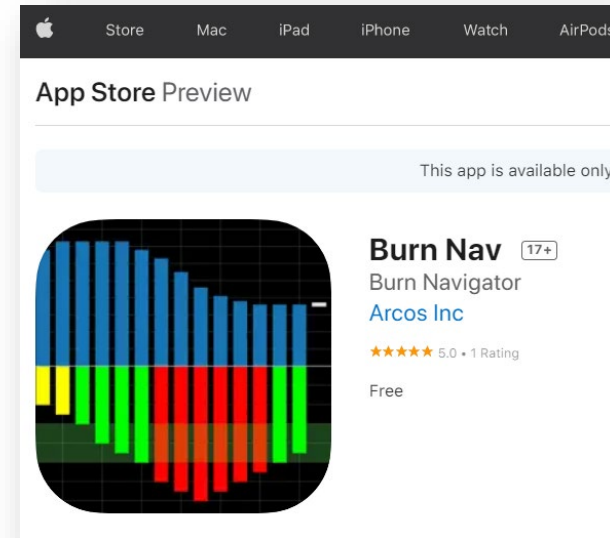 Store Mac iPad iPhone Watch AirPods
App Store Preview
This app is available only
Burn Nav 17+
Burn Navigator
Arcos Inc
5.0 • 1 Rating
Free